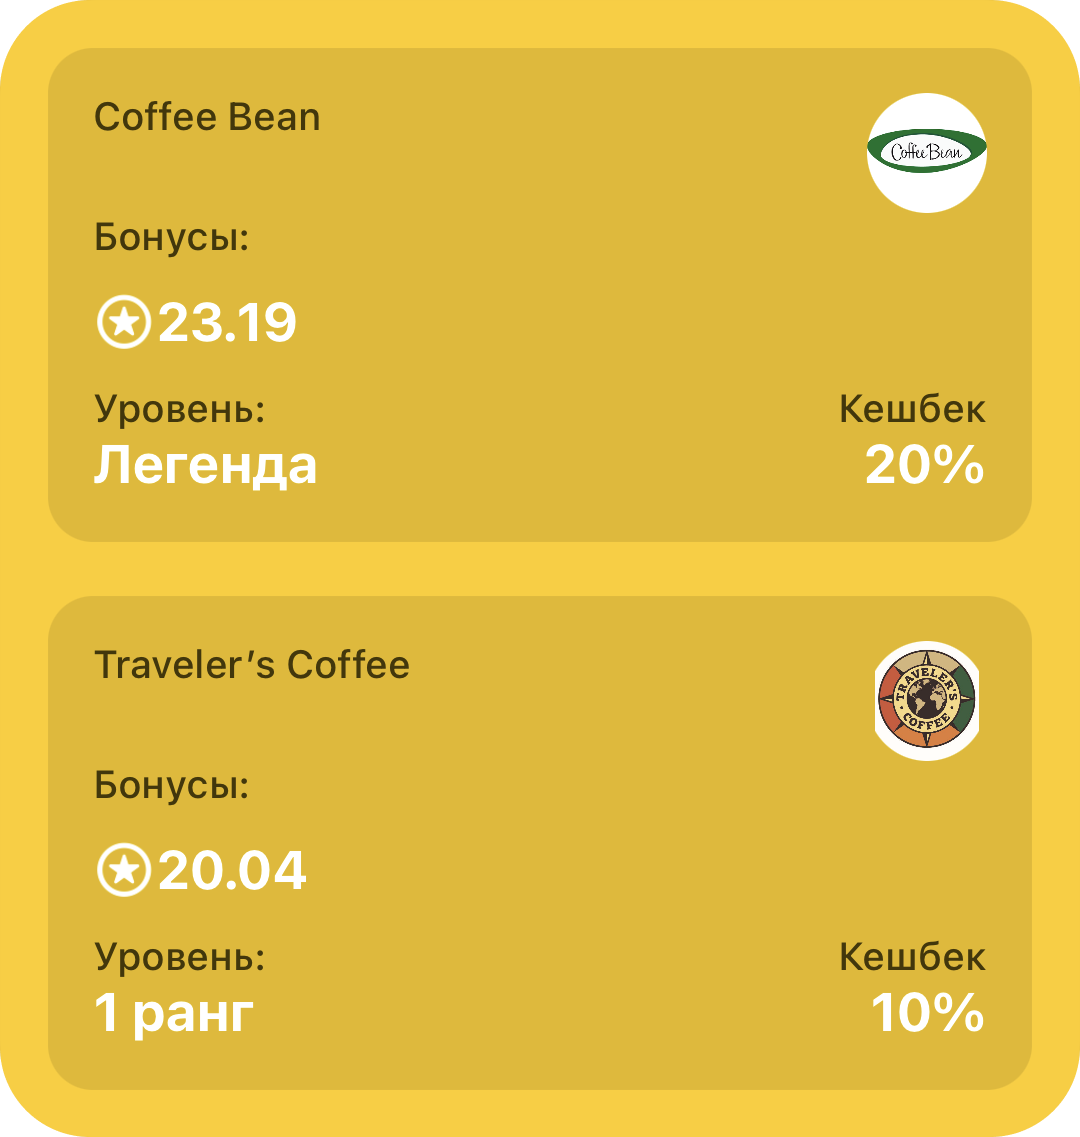 Coffee Bean
Coffee Bean
Бонусы:
23.19
Уровень:
Кешбек
Легенда
20%
Traveler’s Coffee
TRAVELER'S
COFFEE
Бонусы:
20.04
Уровень:
Кешбек
1 ранг
10%